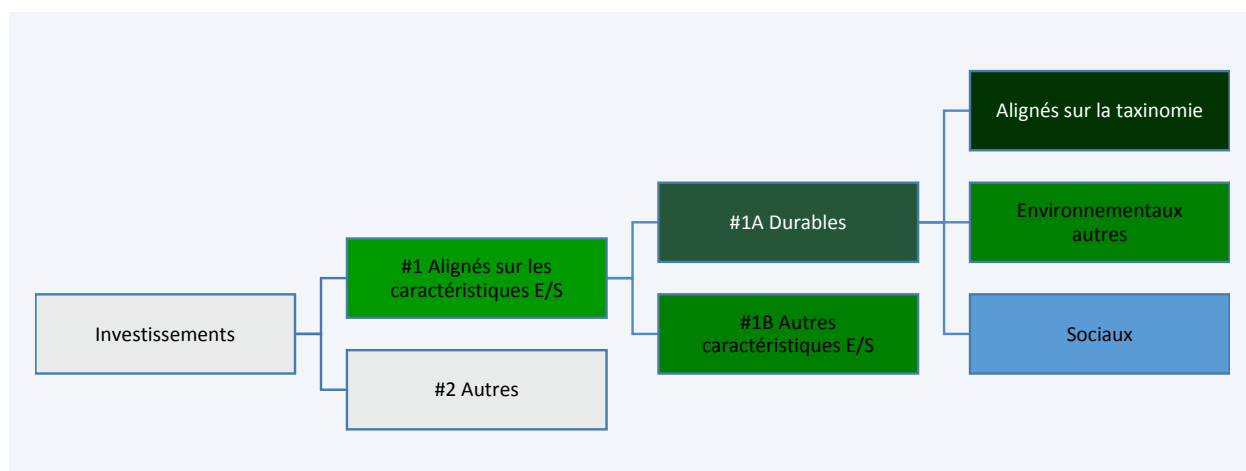 Investissements
#1 Alignés sur les
caractéristiques E/S
#2 Autres
#1A Durables
#1B Autres
caractéristiques E/S
Alignés sur la taxinomie
Environnementaux
autres
Sociaux